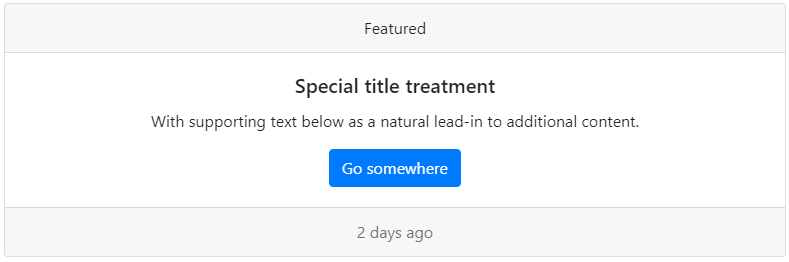 Featured
Special title treatment
With supporting text below as a natural lead-in to additional content.
Go somewhere
2 days ago